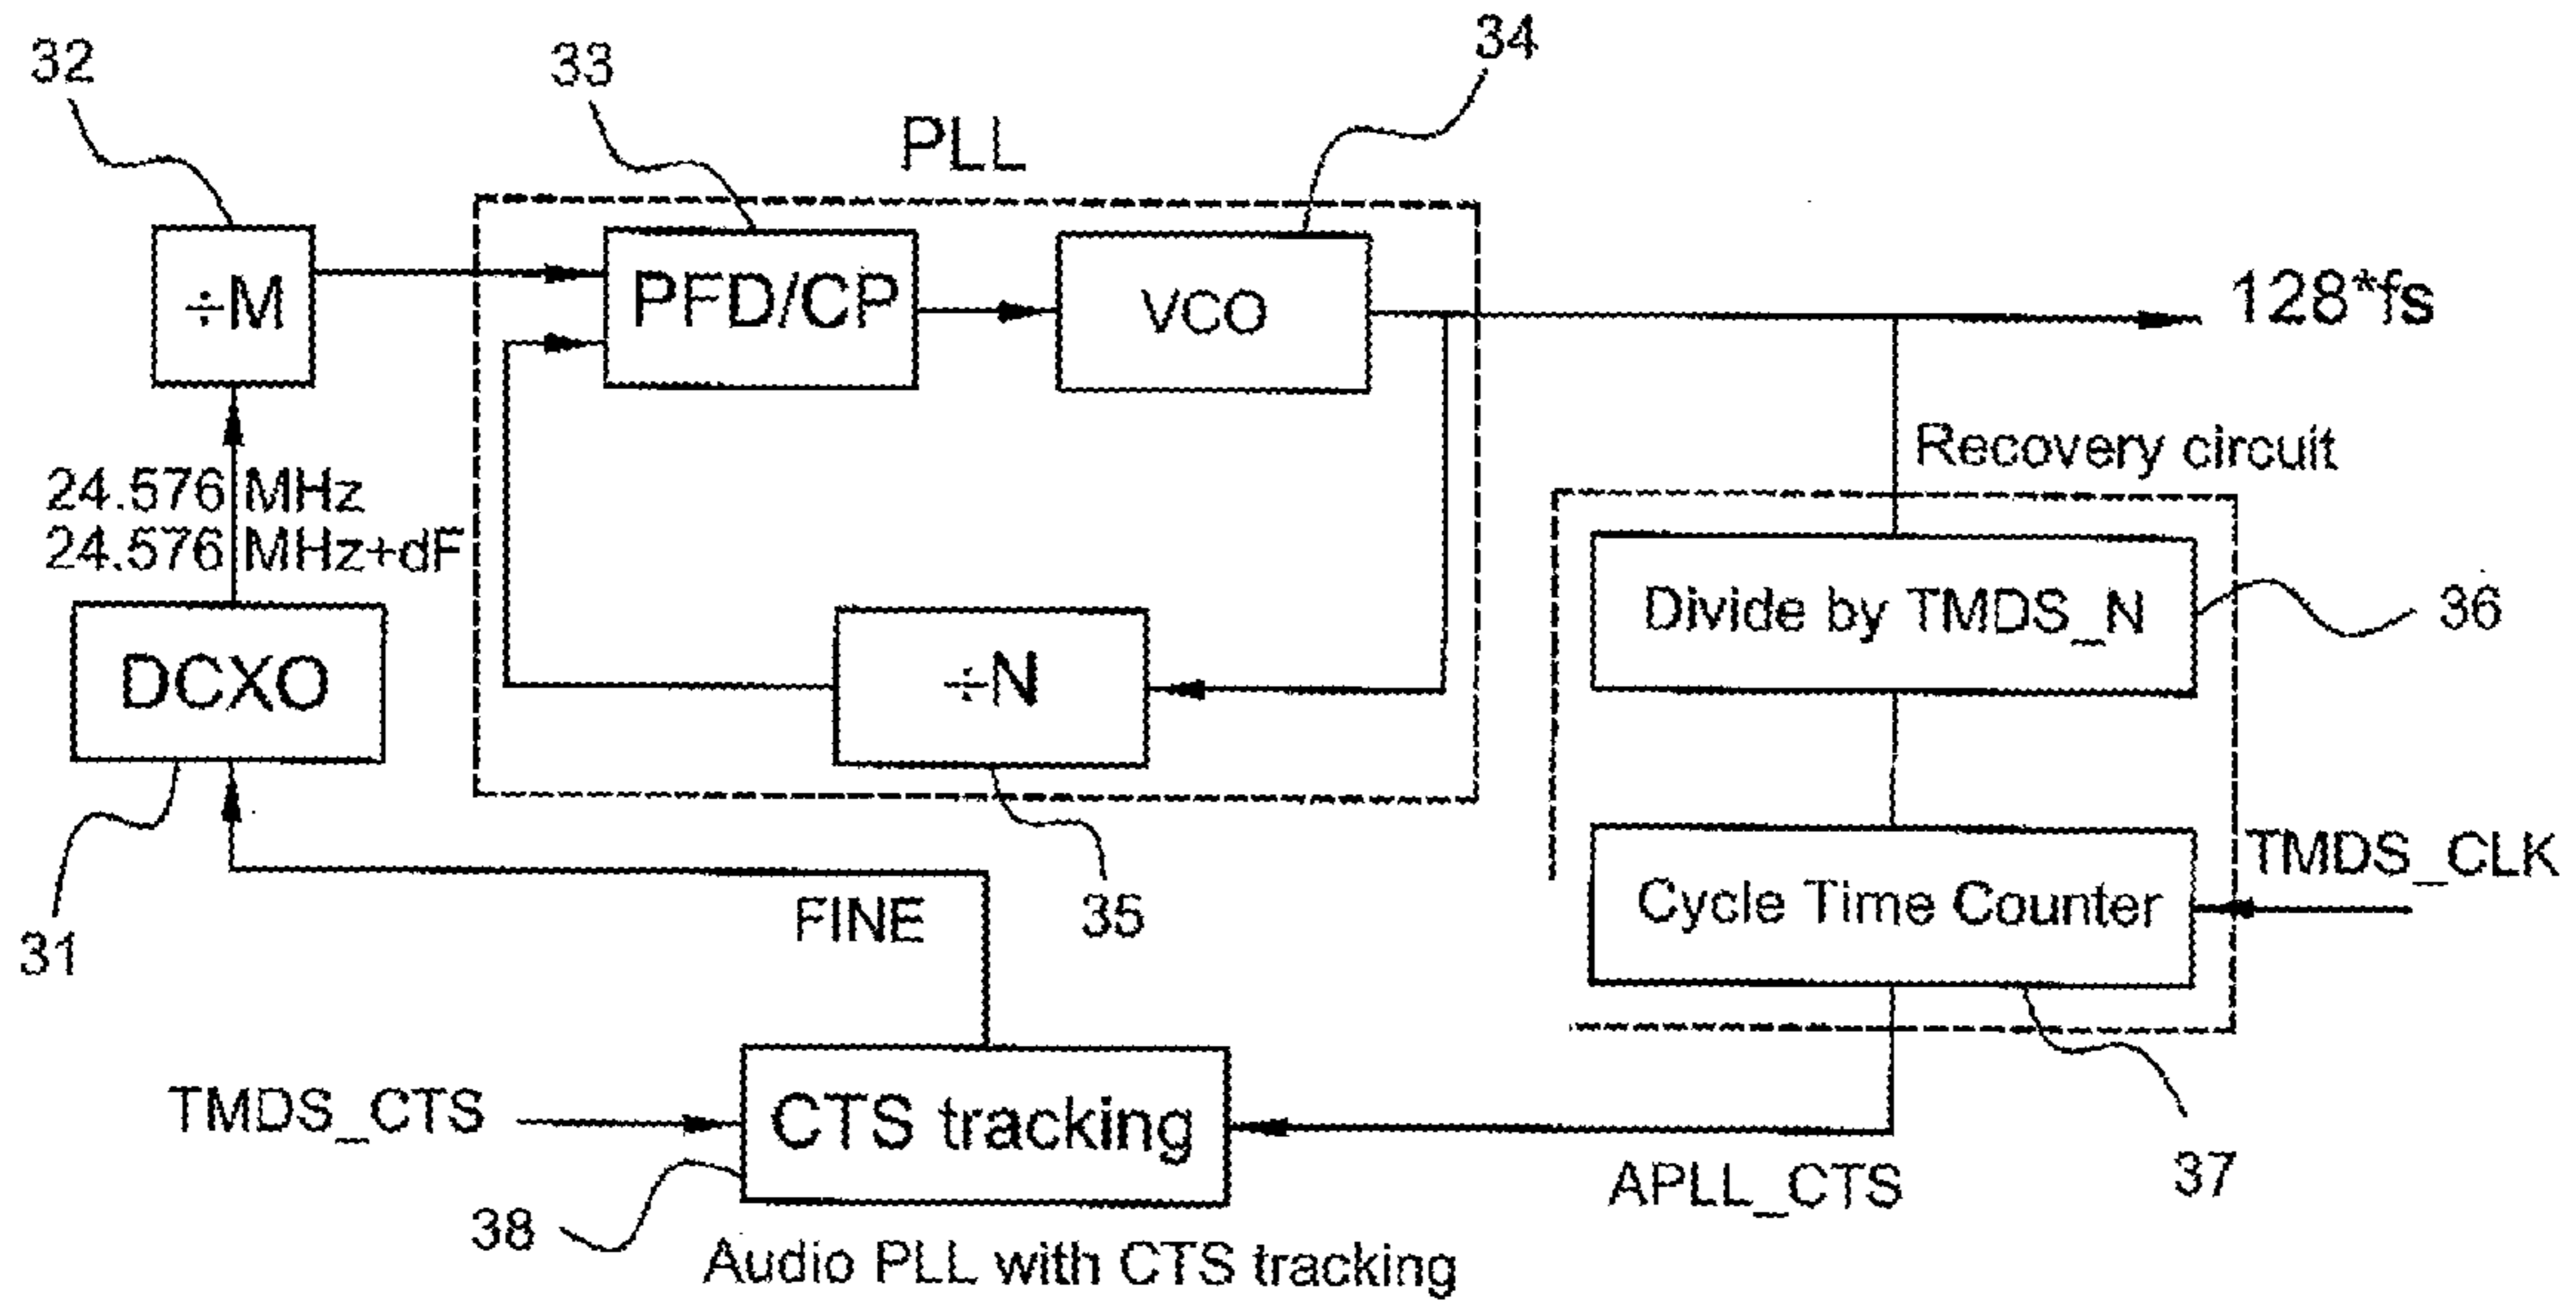 32
33
34
PLL
÷M
PFD/CP
VCO
128*fs
24.576 MHz
24.576 MHz+dF
Recovery circuit
DCXO
÷N
Divide by TMDS_N
36
31
FINE
35
Cycle Time Counter
TMDS_CLK
TMDS_CTS
CTS tracking
APLL_CTS
37
38
Audio PLL with CTS tracking